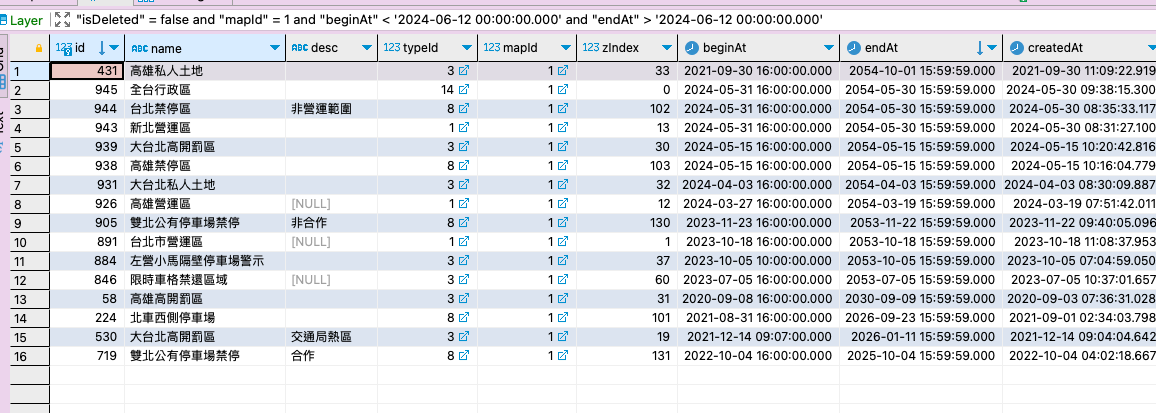 Layer "isDeleted" = false and "mapId" = 1 and "beginAt" < '2024-06-12 00:00:00.000' and "endAt" > '2024-06-12 00:00:00.000'
123 id ABC name ABC desc 123 typeId 123 mapId 123 zIndex beginAt endAt createdAt
1 431 高雄私人土地 3 1 33 2021-09-30 16:00:00.000 2054-10-01 15:59:59.000 2021-09-30 11:09:22.919
2 945 全台行政區 14 1 0 2024-05-31 16:00:00.000 2054-05-30 15:59:59.000 2024-05-30 09:38:15.300
3 944 台北禁停區 非營運範圍 8 1 102 2024-05-31 16:00:00.000 2054-05-30 15:59:59.000 2024-05-30 08:35:33.117
4 943 新北營運區 1 1 13 2024-05-31 16:00:00.000 2054-05-30 15:59:59.000 2024-05-30 08:31:27.100
5 939 大台北高開罰區 3 1 30 2024-05-15 16:00:00.000 2054-05-15 15:59:59.000 2024-05-15 10:20:42.816
6 938 高雄禁停區 8 1 103 2024-05-15 16:00:00.000 2054-05-15 15:59:59.000 2024-05-15 10:16:04.779
7 931 大台北私人土地 3 1 32 2024-04-03 16:00:00.000 2054-04-03 15:59:59.000 2024-04-03 08:30:09.887
8 926 高雄營運區 [NULL] 1 1 12 2024-03-27 16:00:00.000 2054-03-19 15:59:59.000 2024-03-19 07:51:42.011
9 905 雙北公有停車場禁停 非合作 8 1 130 2023-11-23 16:00:00.000 2053-11-22 15:59:59.000 2023-11-23 09:40:05.096
10 891 台北市營運區 [NULL] 1 1 1 2023-10-18 16:00:00.000 2053-10-18 15:59:59.000 2023-10-18 11:08:37.953
11 884 左營小馬隔壁停車場警示 3 1 37 2023-10-05 10:00:00.000 2053-10-05 15:59:59.000 2023-10-05 07:04:59.050
12 846 限時車格禁還區域 [NULL] 3 1 60 2023-07-05 16:00:00.000 2053-07-05 15:59:59.000 2023-07-05 10:37:01.657
13 58 高雄高開罰區 3 1 31 2020-09-08 16:00:00.000 2030-09-09 15:59:59.000 2020-09-03 07:36:31.028
14 224 北車西側停車場 8 1 101 2021-08-31 16:00:00.000 2026-09-23 15:59:59.000 2021-09-01 02:34:03.798
15 530 大台北高開罰區 交通局熱區 3 1 19 2021-12-14 09:07:00.000 2026-01-11 15:59:59.000 2021-12-14 09:04:04.642
16 719 雙北公有停車場禁停 合作 8 1 131 2022-10-04 16:00:00.000 2025-10-04 15:59:59.000 2022-10-04 04:02:18.667